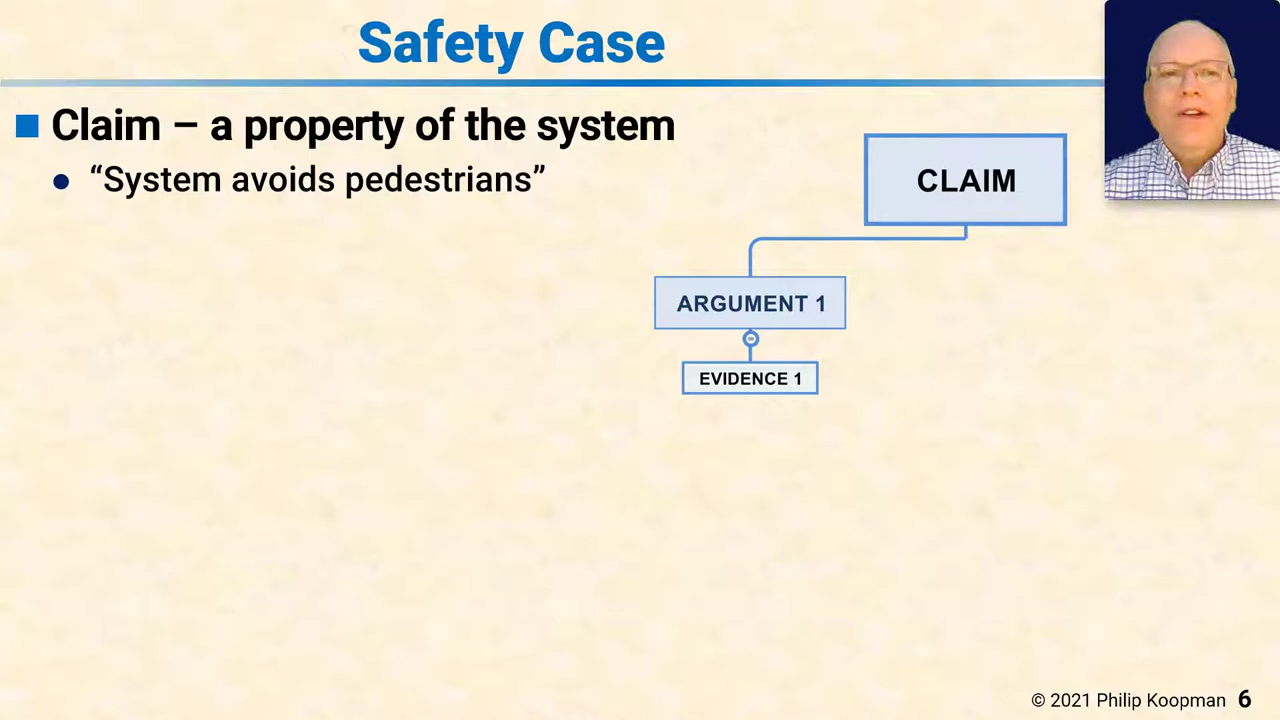 Safety Case
Claim – a property of the system
“System avoids pedestrians”
CLAIM
ARGUMENT 1
EVIDENCE 1
© 2021 Philip Koopman 6